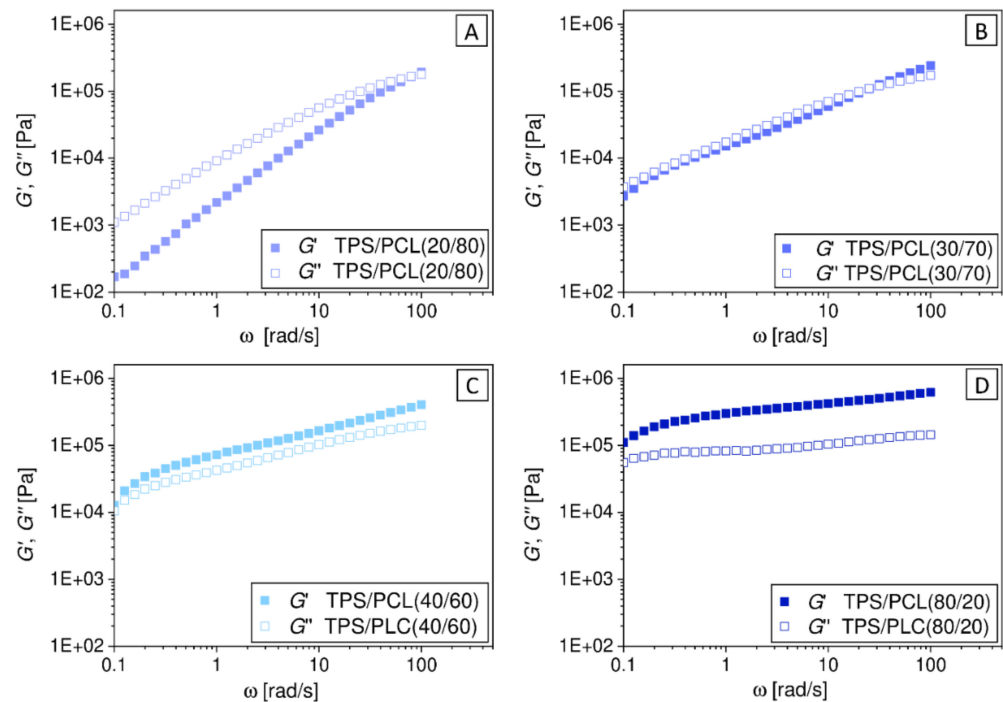 A
1E+06
1E+05
1E+04
1E+03
1E+02
G', G" [Pa]
G' TPS/PCL(20/80)
G" TPS/PCL(20/80)
0.1 1 10 100
ω [rad/s]
B
1E+06
1E+05
1E+04
1E+03
1E+02
G', G" [Pa]
G' TPS/PCL(30/70)
G" TPS/PCL(30/70)
0.1 1 10 100
ω [rad/s]
C
1E+06
1E+05
1E+04
1E+03
1E+02
G', G" [Pa]
G' TPS/PCL(40/60)
G" TPS/PLC(40/60)
0.1 1 10 100
ω [rad/s]
D
1E+06
1E+05
1E+04
1E+03
1E+02
G', G" [Pa]
G' TPS/PCL(80/20)
G" TPS/PLC(80/20)
0.1 1 10 100
ω [rad/s]